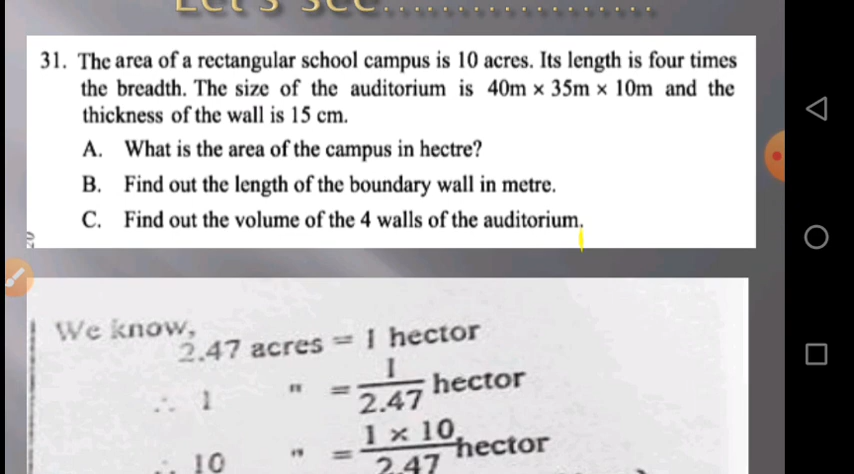 Let's see..................
31. The area of a rectangular school campus is 10 acres. Its length is four times
the breadth. The size of the auditorium is 40m × 35m × 10m and the
thickness of the wall is 15 cm.
A. What is the area of the campus in hectre?
B. Find out the length of the boundary wall in metre.
C. Find out the volume of the 4 walls of the auditorium.
We know,
2.47 acres = 1 hector
∴ 1 " = 1/2.47 hector
∴ 10 " = 1 × 10/2.47 hector